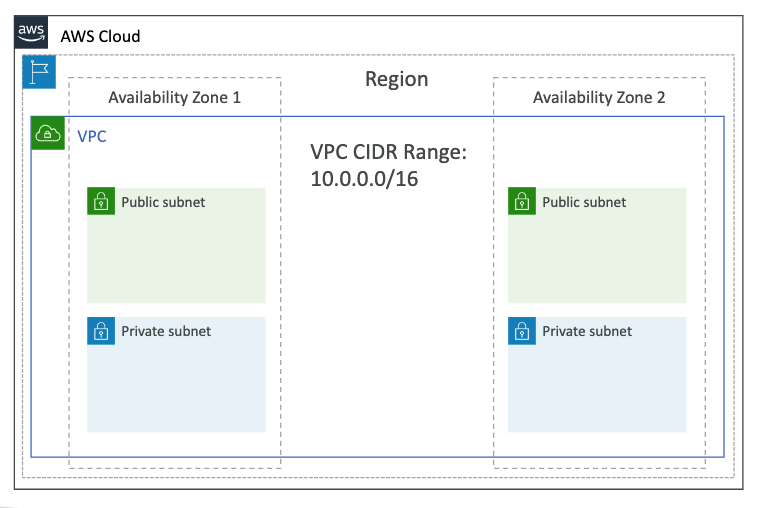 aws
AWS Cloud
Region
Availability Zone 1
Availability Zone 2
VPC
VPC CIDR Range:
10.0.0.0/16
Public subnet
Public subnet
Private subnet
Private subnet